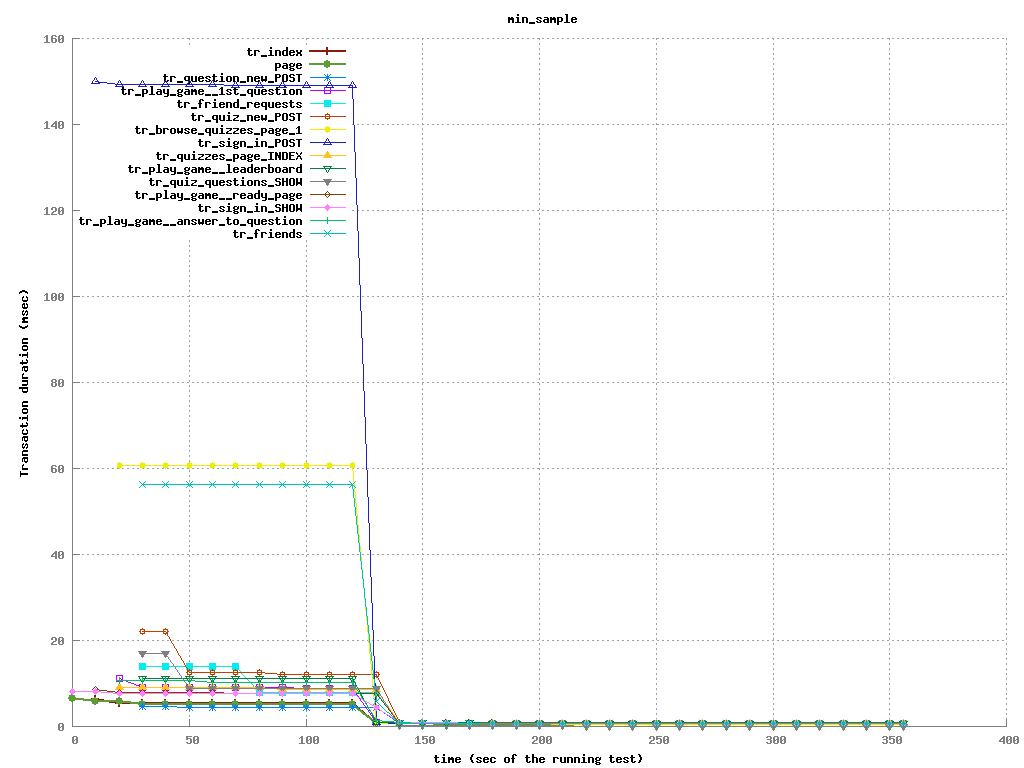 min_sample
160
140
120
100
80
60
40
20
0
Transaction duration (msec)
tr_index
page
tr_question_new_POST
tr_play_game__1st_question
tr_friend_requests
tr_quiz_new_POST
tr_browse_quizzes_page_1
tr_sign_in_POST
tr_quizzes_page_INDEX
tr_play_game__leaderboard
tr_quiz_questions_SHOW
tr_play_game__ready_page
tr_sign_in_SHOW
tr_play_game__answer_to_question
tr_friends
0 50 100 150 200 250 300 350 400
time (sec of the running test)